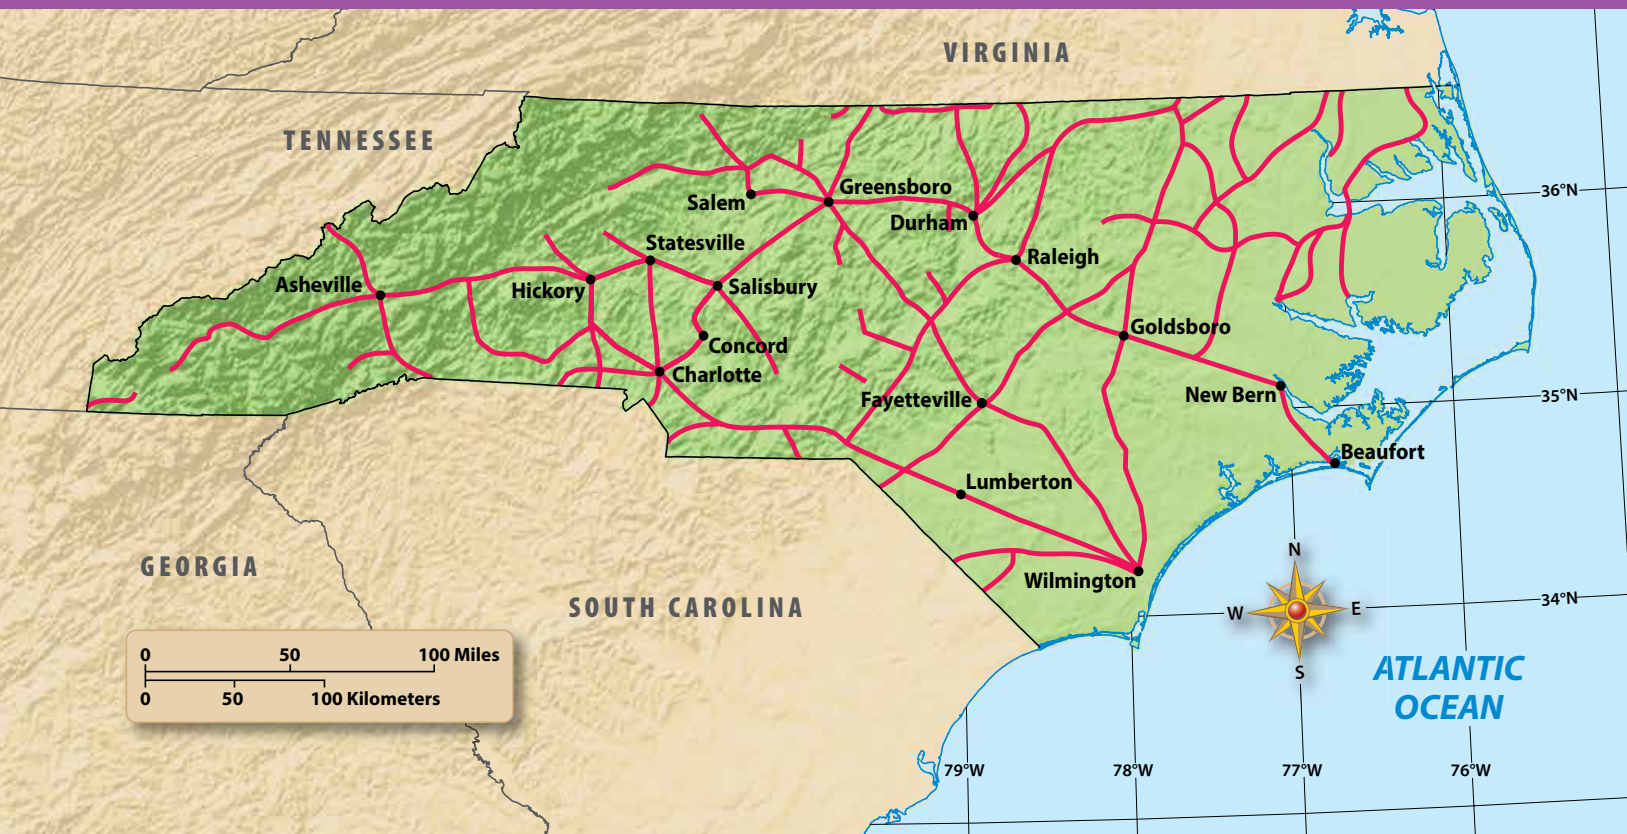 VIRGINIA
TENNESSEE
36°N
Greensboro
Salem
Durham
Statesville
Raleigh
Asheville
Hickory
Salisbury
Goldsboro
Concord
Charlotte
New Bern
35°N
Fayetteville
Beaufort
Lumberton
N
GEORGIA
Wilmington
SOUTH CAROLINA
W
E
34°N
0 50 100 Miles
S
ATLANTIC
OCEAN
0 50 100 Kilometers
79°W 78°W 77°W 76°W